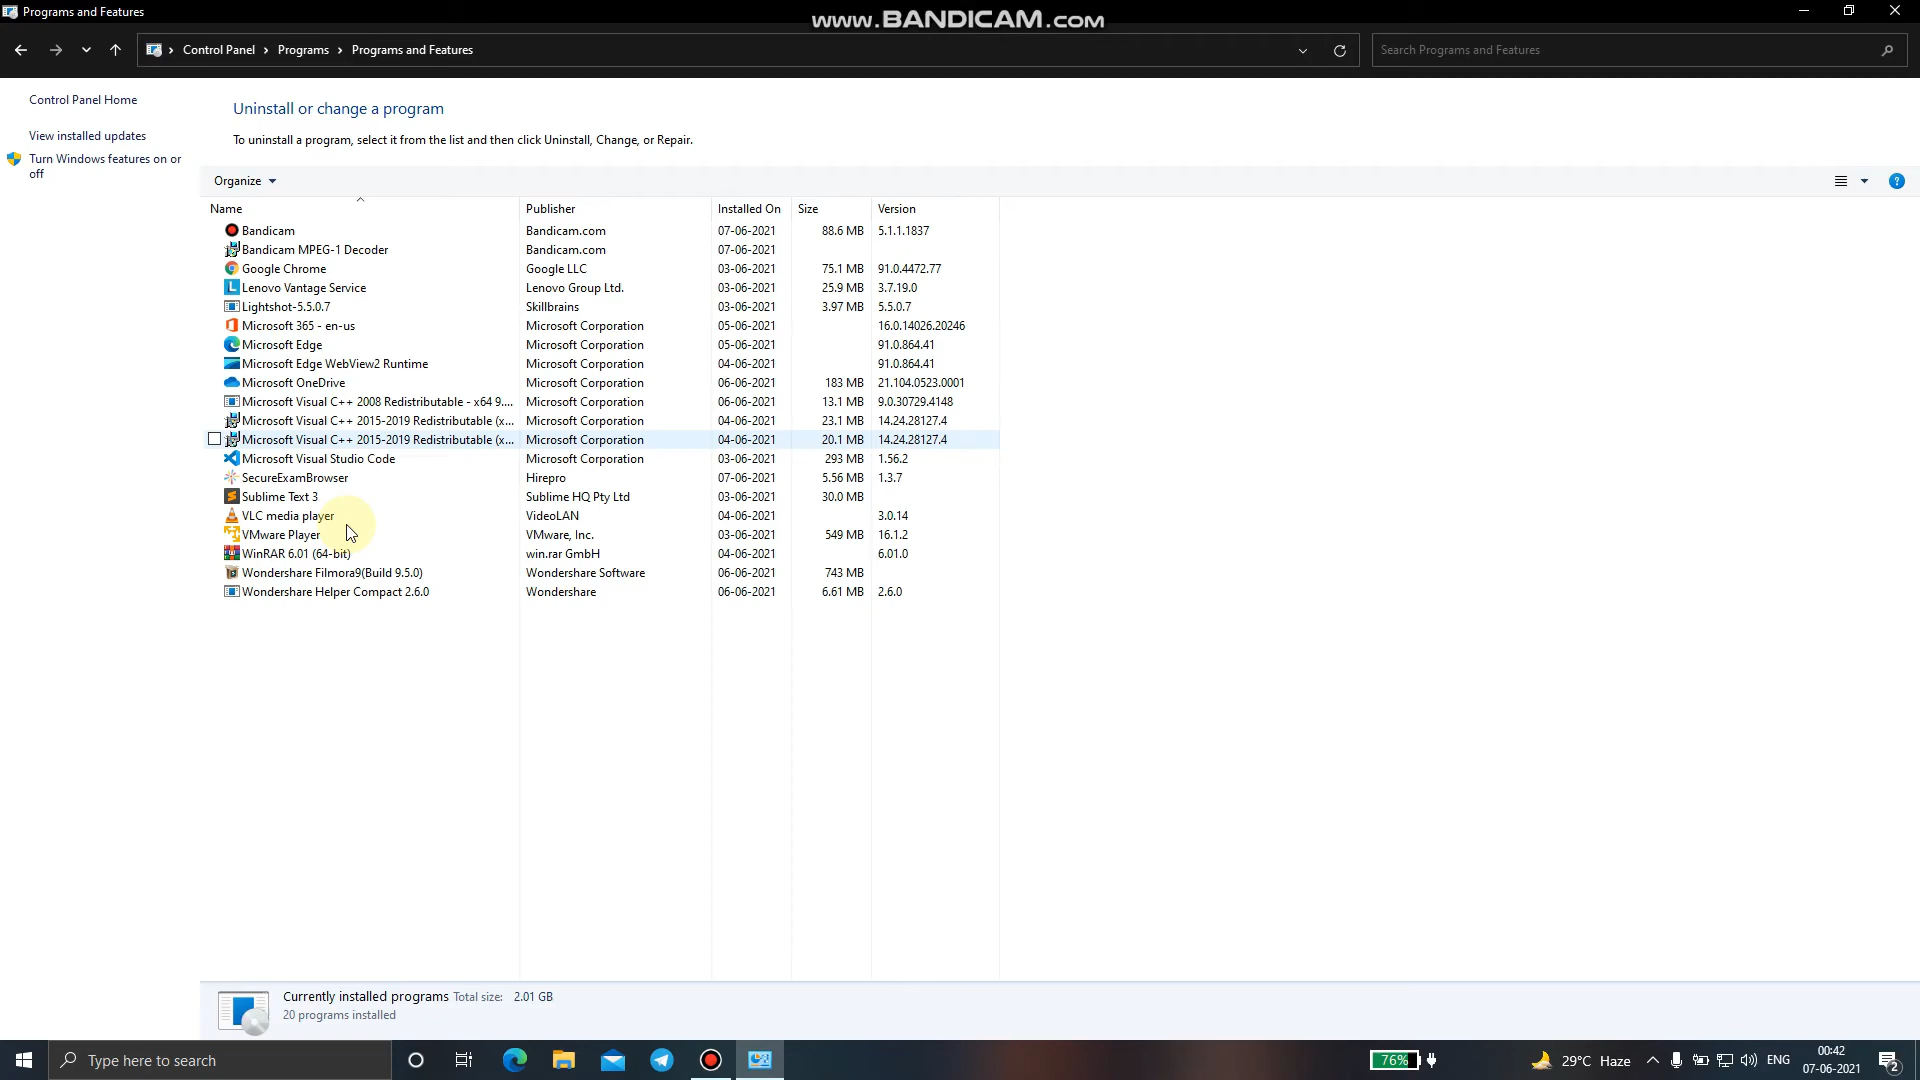 Programs and Features
www.BANDICAM.com
Control Panel > Programs > Programs and Features
Search Programs and Features
Control Panel Home
View installed updates
Turn Windows features on or
off
Uninstall or change a program
To uninstall a program, select it from the list and then click Uninstall, Change, or Repair.
Organize
Name Publisher Installed On Size Version
Bandicam Bandicam.com 07-06-2021 88.6 MB 5.1.1.1837
Bandicam MPEG-1 Decoder Bandicam.com 07-06-2021
Google Chrome Google LLC 03-06-2021 75.1 MB 91.0.4472.77
Lenovo Vantage Service Lenovo Group Ltd. 03-06-2021 25.9 MB 3.7.19.0
Lightshot-5.5.0.7 Skillbrains 03-06-2021 3.97 MB 5.5.0.7
Microsoft 365 - en-us Microsoft Corporation 05-06-2021 16.0.14026.20246
Microsoft Edge Microsoft Corporation 05-06-2021 91.0.864.41
Microsoft Edge WebView2 Runtime Microsoft Corporation 04-06-2021 91.0.864.41
Microsoft OneDrive Microsoft Corporation 06-06-2021 183 MB 21.104.0523.0001
Microsoft Visual C++ 2008 Redistributable - x64 9.... Microsoft Corporation 06-06-2021 13.1 MB 9.0.30729.4148
Microsoft Visual C++ 2015-2019 Redistributable (x... Microsoft Corporation 04-06-2021 23.1 MB 14.24.28127.4
Microsoft Visual C++ 2015-2019 Redistributable (x... Microsoft Corporation 04-06-2021 20.1 MB 14.24.28127.4
Microsoft Visual Studio Code Microsoft Corporation 03-06-2021 293 MB 1.56.2
SecureExamBrowser Hirepro 07-06-2021 5.56 MB 1.3.7
Sublime Text 3 Sublime HQ Pty Ltd 03-06-2021 30.0 MB
VLC media player VideoLAN 04-06-2021 3.0.14
VMware Player VMware, Inc. 03-06-2021 549 MB 16.1.2
WinRAR 6.01 (64-bit) win.rar GmbH 04-06-2021 6.01.0
Wondershare Filmora9(Build 9.5.0) Wondershare Software 06-06-2021 743 MB
Wondershare Helper Compact 2.6.0 Wondershare 06-06-2021 6.61 MB 2.6.0
Currently installed programs Total size: 2.01 GB
20 programs installed
Type here to search
76%
29°C Haze
ENG
00:42
07-06-2021
2